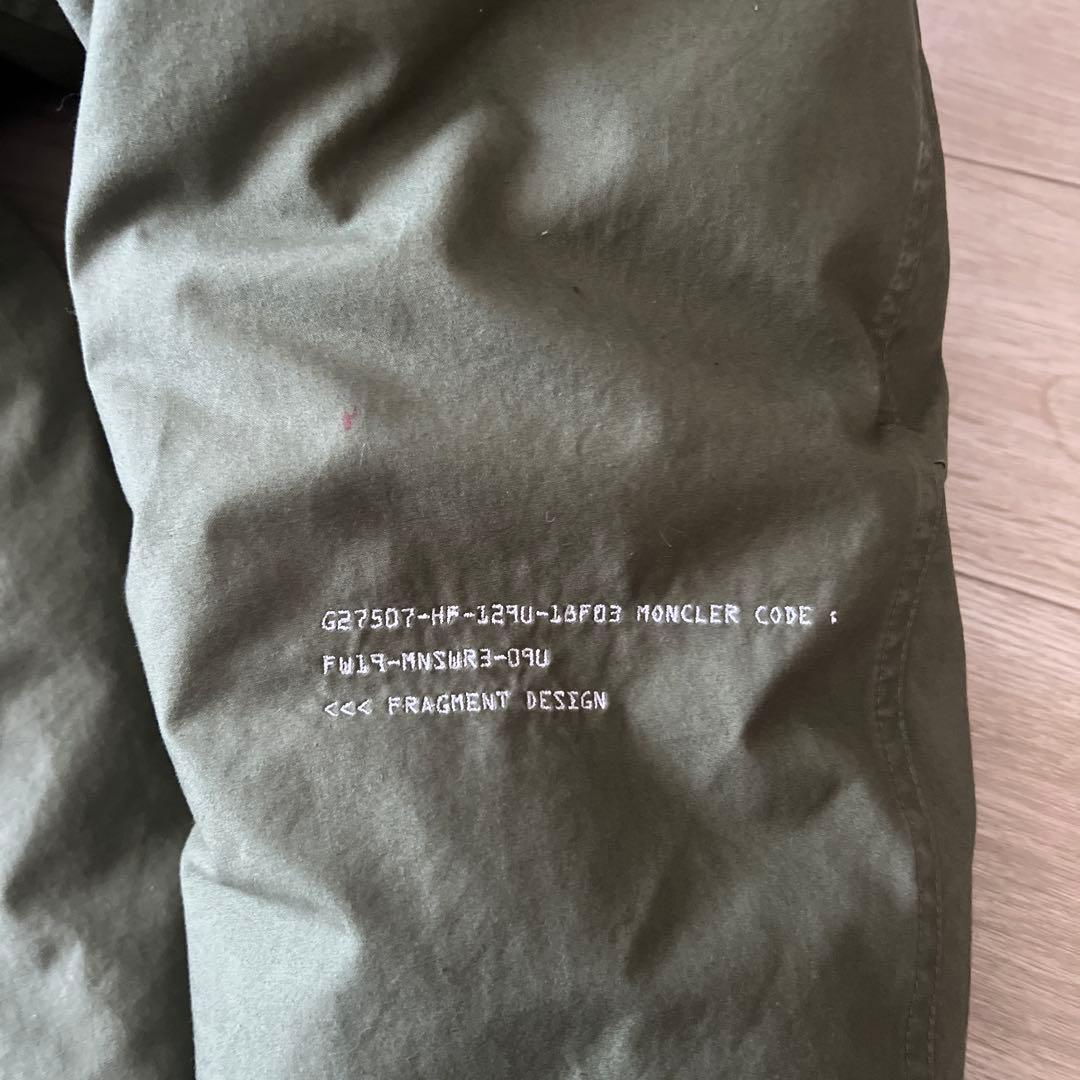 G27507-HF-129U-18F03 MONCLER CODE :
FW19-MNSWR3-09U
<<< FRAGMENT DESIGN